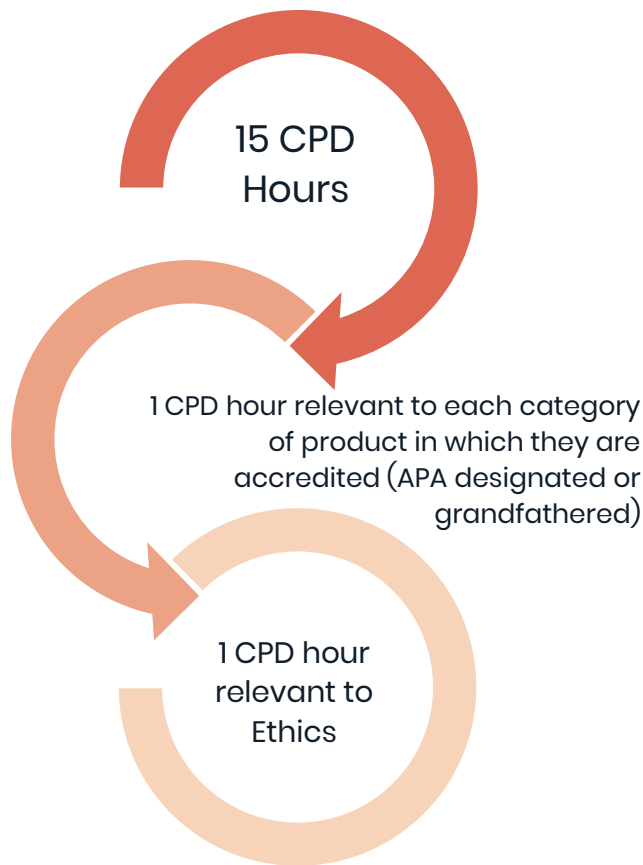 15 CPD
Hours
1 CPD hour relevant to each category
of product in which they are
accredited (APA designated or
grandfathered)
1 CPD hour
relevant to
Ethics